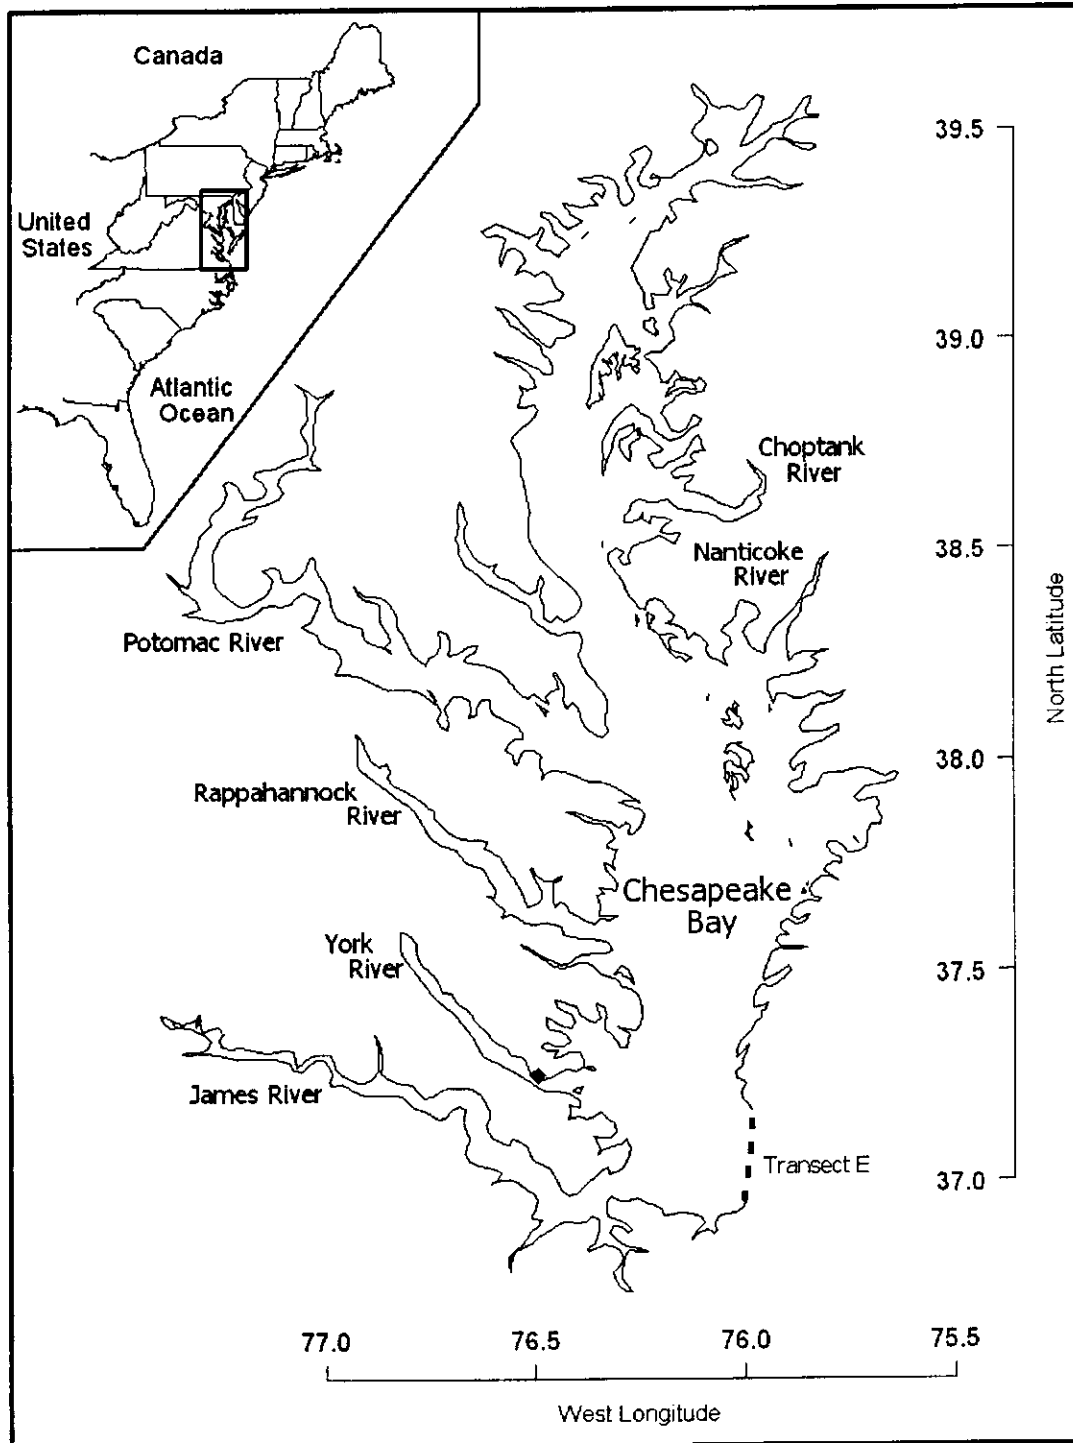 Canada
United
States
Atlantic
Ocean
39.5
39.0
38.5
38.0
37.5
37.0
North Latitude
Choptank
River
Nanticoke
River
Potomac River
Rappahannock
River
Chesapeake
Bay
York
River
James River
Transect E
77.0
76.5
76.0
75.5
West Longitude